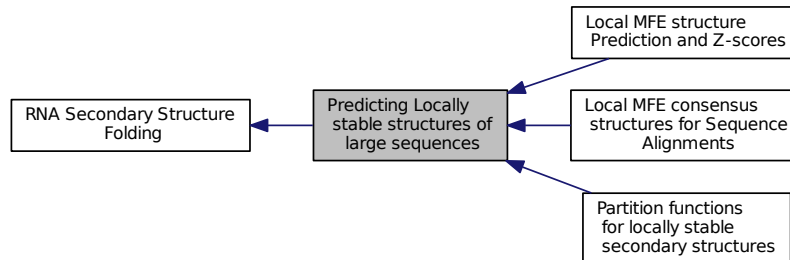 RNA Secondary Structure
Folding
Predicting Locally
stable structures of
large sequences
Local MFE structure
Prediction and Z-scores
Local MFE consensus
structures for Sequence
Alignments
Partition functions
for locally stable
secondary structures